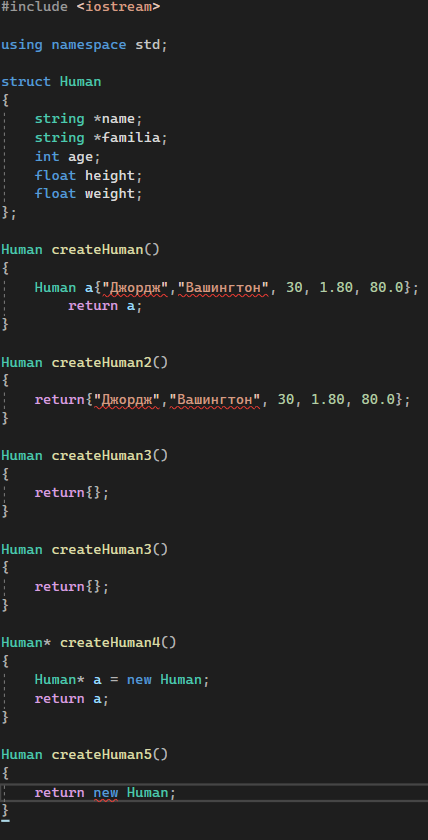 #include <iostream>
using namespace std;
struct Human
{
    string *name;
    string *familia;
    int age;
    float height;
    float weight;
};
Human createHuman()
{
    Human a{"Джордж","Вашингтон", 30, 1.80, 80.0};
        return a;
}
Human createHuman2()
{
    return{"Джордж","Вашингтон", 30, 1.80, 80.0};
}
Human createHuman3()
{
    return{};
}
Human createHuman3()
{
    return{};
}
Human* createHuman4()
{
    Human* a = new Human;
    return a;
}
Human createHuman5()
{
    return new Human;
}